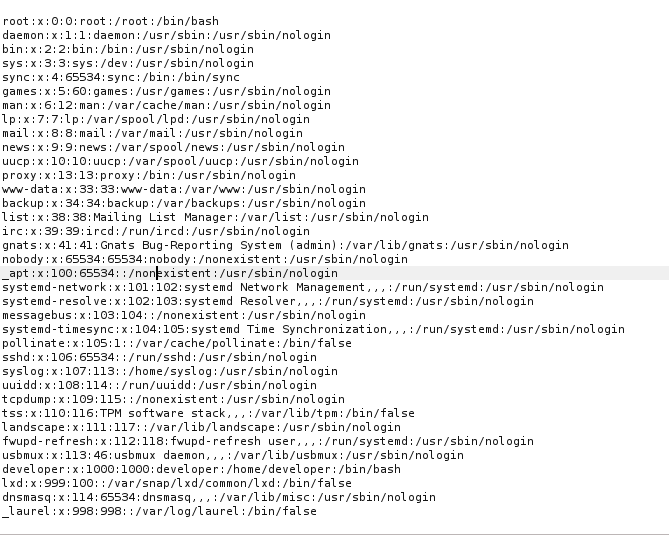 root:x:0:0:root:/root:/bin/bash
daemon:x:1:1:daemon:/usr/sbin:/usr/sbin/nologin
bin:x:2:2:bin:/bin:/usr/sbin/nologin
sys:x:3:3:sys:/dev:/usr/sbin/nologin
sync:x:4:65534:sync:/bin:/bin/sync
games:x:5:60:games:/usr/games:/usr/sbin/nologin
man:x:6:12:man:/var/cache/man:/usr/sbin/nologin
lp:x:7:7:lp:/var/spool/lpd:/usr/sbin/nologin
mail:x:8:8:mail:/var/mail:/usr/sbin/nologin
news:x:9:9:news:/var/spool/news:/usr/sbin/nologin
uucp:x:10:10:uucp:/var/spool/uucp:/usr/sbin/nologin
proxy:x:13:13:proxy:/bin:/usr/sbin/nologin
www-data:x:33:33:www-data:/var/www:/usr/sbin/nologin
backup:x:34:34:backup:/var/backups:/usr/sbin/nologin
list:x:38:38:Mailing List Manager:/var/list:/usr/sbin/nologin
irc:x:39:39:ircd:/run/ircd:/usr/sbin/nologin
gnats:x:41:41:Gnats Bug-Reporting System (admin):/var/lib/gnats:/usr/sbin/nologin
nobody:x:65534:65534:nobody:/nonexistent:/usr/sbin/nologin
_apt:x:100:65534::/nonexistent:/usr/sbin/nologin
systemd-network:x:101:102:systemd Network Management,,,:/run/systemd:/usr/sbin/nologin
systemd-resolve:x:102:103:systemd Resolver,,,:/run/systemd:/usr/sbin/nologin
messagebus:x:103:104::/nonexistent:/usr/sbin/nologin
systemd-timesync:x:104:105:systemd Time Synchronization,,,:/run/systemd:/usr/sbin/nologin
pollinate:x:105:1::/var/cache/pollinate:/bin/false
sshd:x:106:65534::/run/sshd:/usr/sbin/nologin
syslog:x:107:113::/home/syslog:/usr/sbin/nologin
uuidd:x:108:114::/run/uuidd:/usr/sbin/nologin
tcpdump:x:109:115::/nonexistent:/usr/sbin/nologin
tss:x:110:116:TPM software stack,,,:/var/lib/tpm:/bin/false
landscape:x:111:117::/var/lib/landscape:/usr/sbin/nologin
fwupd-refresh:x:112:118:fwupd-refresh user,,,:/run/systemd:/usr/sbin/nologin
usbmux:x:113:46:usbmux daemon,,,:/var/lib/usbmux:/usr/sbin/nologin
developer:x:1000:1000:developer:/home/developer:/bin/bash
lxd:x:999:100::/var/snap/lxd/common/lxd:/bin/false
dnsmasq:x:114:65534:dnsmasq,,,:/var/lib/misc:/usr/sbin/nologin
_laurel:x:998:998::/var/log/laurel:/bin/false